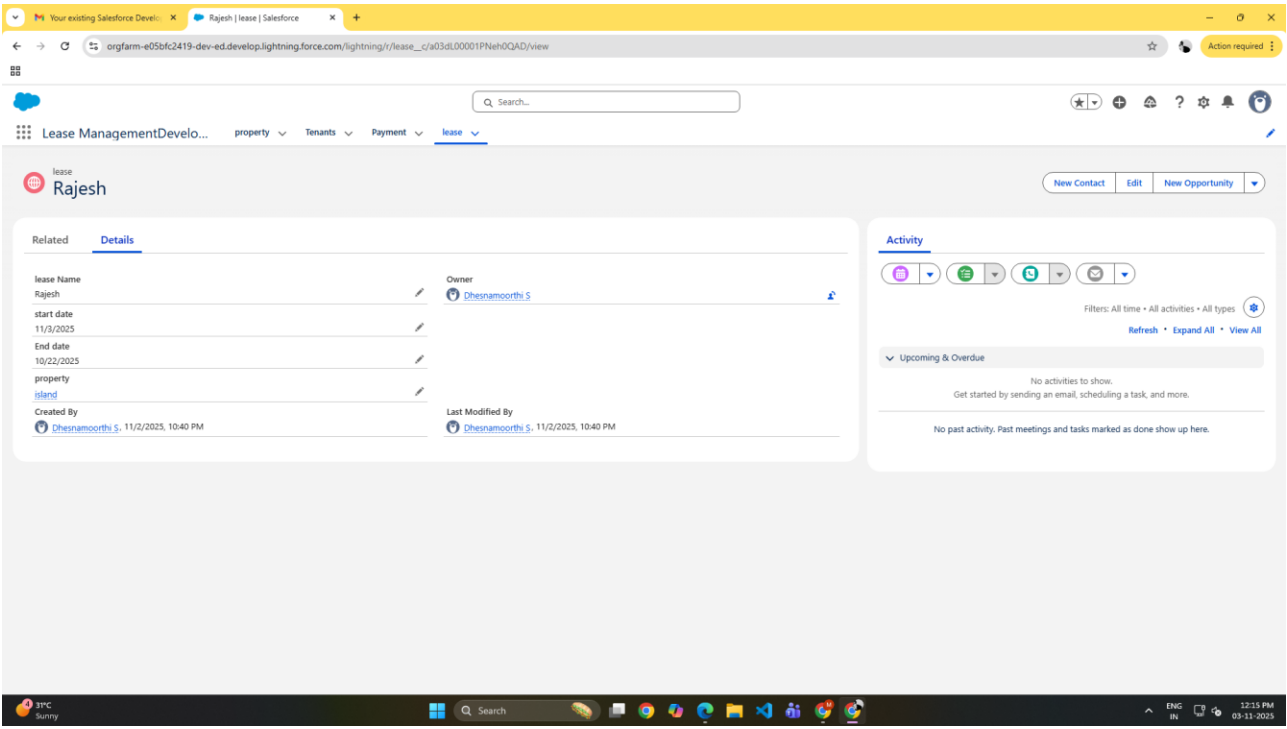 Your existing Salesforce Develo
Rajesh | lease | Salesforce
orgfarm-e05bfc2419-dev-ed.develop.lightning.force.com/lightning/r/lease__c/a03dL00001PNeh0QAD/view
Action required
Search...
Lease ManagementDevelo...
property
Tenants
Payment
lease
lease
Rajesh
New Contact
Edit
New Opportunity
Related
Details
lease Name
Rajesh
Owner
Dhesnamoorthi S
start date
11/3/2025
End date
10/22/2025
property
island
Created By
Dhesnamoorthi S, 11/2/2025, 10:40 PM
Last Modified By
Dhesnamoorthi S, 11/2/2025, 10:40 PM
Activity
Filters: All time • All activities • All types
Refresh • Expand All • View All
Upcoming & Overdue
No activities to show.
Get started by sending an email, scheduling a task, and more.
No past activity. Past meetings and tasks marked as done show up here.
31°C
Sunny
Search
ENG
IN
12:15 PM
03-11-2025